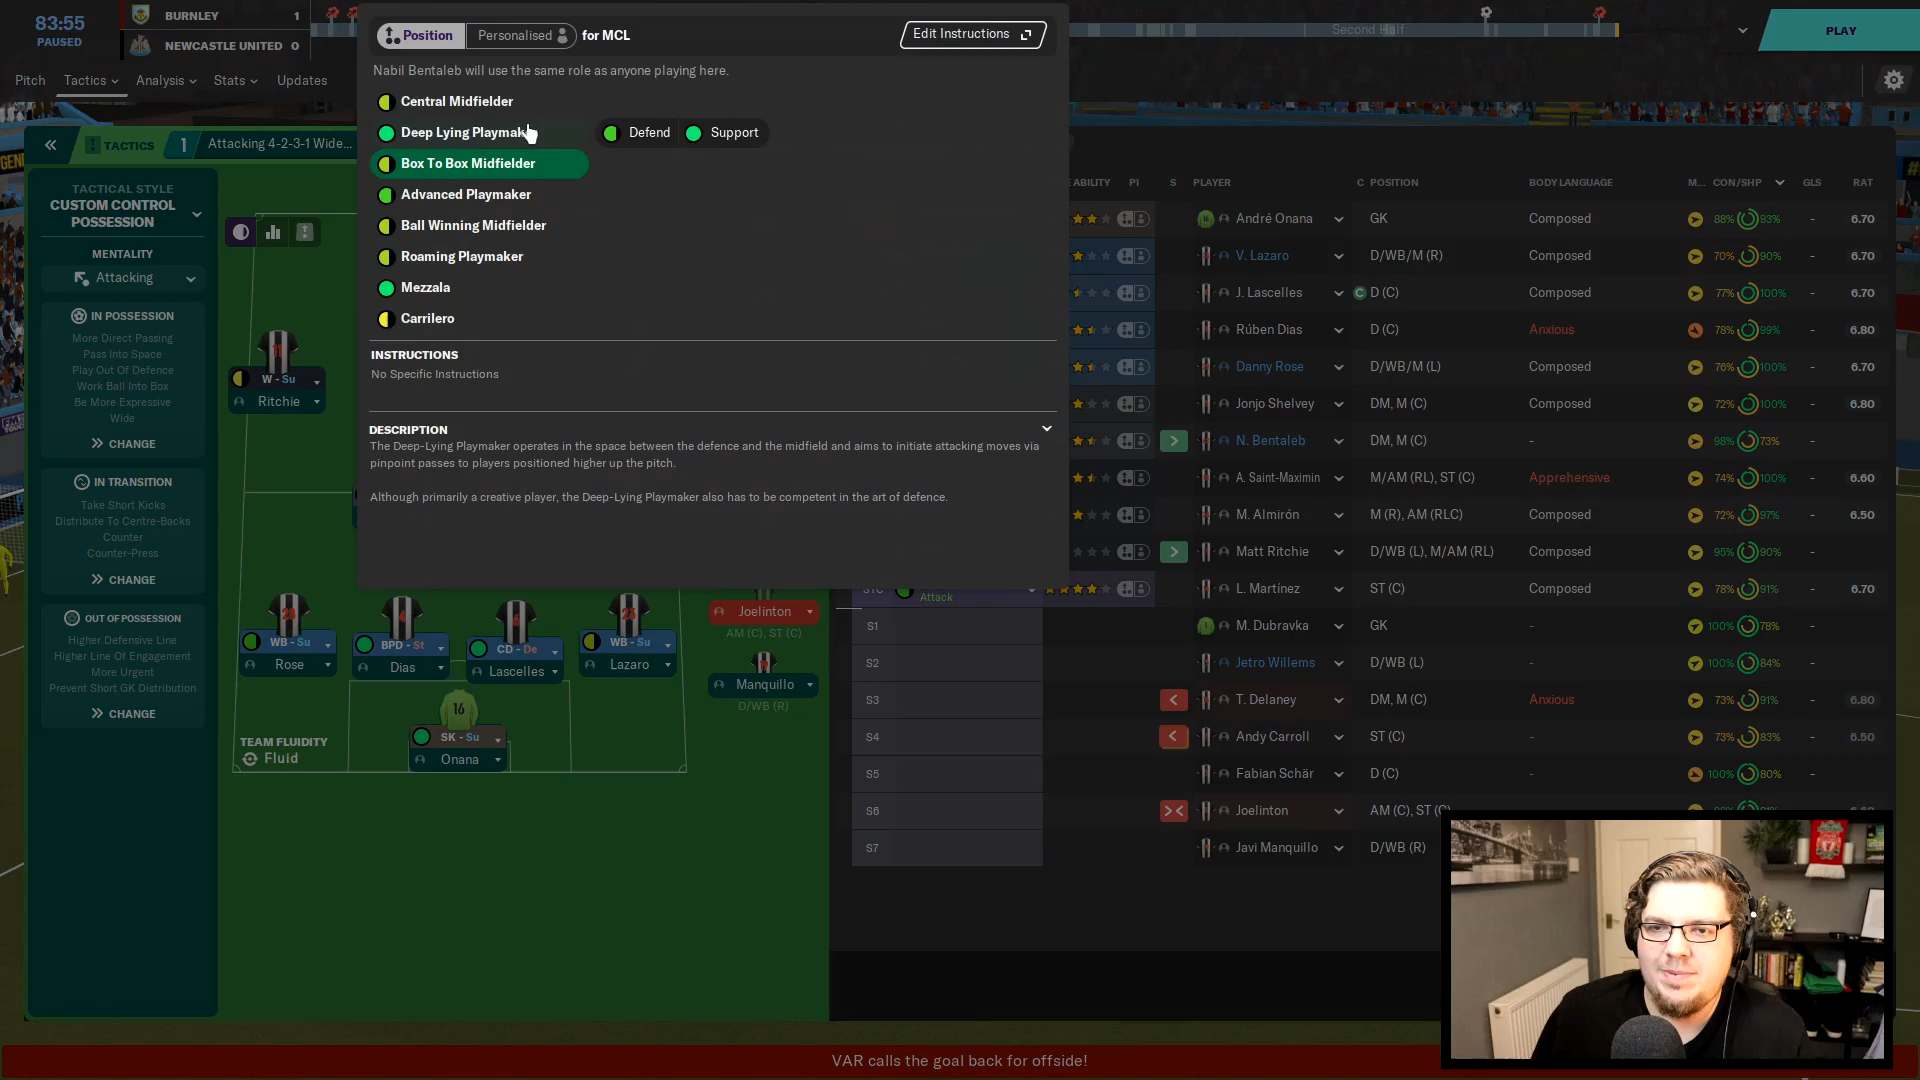 83:55
PAUSED
BURNLEY 1
NEWCASTLE UNITED 0
Pitch Tactics Analysis Stats Updates
Second Half
PLAY
Position Personalised for MCL
Edit Instructions
Nabil Bentaleb will use the same role as anyone playing here.
Central Midfielder
Deep Lying Playmak
Defend Support
Box To Box Midfielder
Advanced Playmaker
Ball Winning Midfielder
Roaming Playmaker
Mezzala
Carrilero
INSTRUCTIONS
No Specific Instructions
DESCRIPTION
The Deep-Lying Playmaker operates in the space between the defence and the midfield and aims to initiate attacking moves via
pinpoint passes to players positioned higher up the pitch.
Although primarily a creative player, the Deep-Lying Playmaker also has to be competent in the art of defence.
TACTICS 1 Attacking 4-2-3-1 Wide...
TACTICAL STYLE
CUSTOM CONTROL
POSSESSION
MENTALITY
Attacking
IN POSSESSION
More Direct Passing
Pass Into Space
Play Out Of Defence
Work Ball Into Box
Be More Expressive
Wide
CHANGE
IN TRANSITION
Take Short Kicks
Distribute To Centre-Backs
Counter
Counter-Press
CHANGE
OUT OF POSSESSION
Higher Defensive Line
Higher Line Of Engagement
More Urgent
Prevent Short GK Distribution
CHANGE
11
W - Su
Ritchie
WB - Su
Rose
BPD - St
Dias
CD - De
Lascelles
23
WB - Su
Lazaro
16
SK - Su
Onana
TEAM FLUIDITY
Fluid
Joelinton
AM (C), ST (C)
Manquillo
D/WB (R)
ABILITY PI S PLAYER C POSITION BODY LANGUAGE M... CON/SHP GLS RAT
André Onana GK Composed 88% 93% - 6.70
V. Lazaro D/WB/M (R) Composed 70% 90% - 6.70
J. Lascelles C D (C) Composed 77% 100% - 6.70
Rúben Dias D (C) Anxious 78% 99% - 6.80
Danny Rose D/WB/M (L) Composed 76% 100% - 6.70
Jonjo Shelvey DM, M (C) Composed 72% 100% - 6.80
N. Bentaleb DM, M (C) - 98% 73% -
A. Saint-Maximin M/AM (RL), ST (C) Apprehensive 74% 100% - 6.60
M. Almirón M (R), AM (RLC) Composed 72% 97% - 6.50
Matt Ritchie D/WB (L), M/AM (RL) Composed 95% 90% -
STC Attack L. Martínez ST (C) Composed 78% 91% - 6.70
S1 M. Dubravka GK 100% 78% -
S2 Jetro Willems D/WB (L) - 100% 84% -
S3 T. Delaney DM, M (C) Anxious 73% 91% - 6.80
S4 Andy Carroll ST (C) - 73% 83% - 6.50
S5 Fabian Schär D (C) - 100% 80% -
S6 Joelinton AM (C), ST (C)
S7 Javi Manquillo D/WB (R)
VAR calls the goal back for offside!